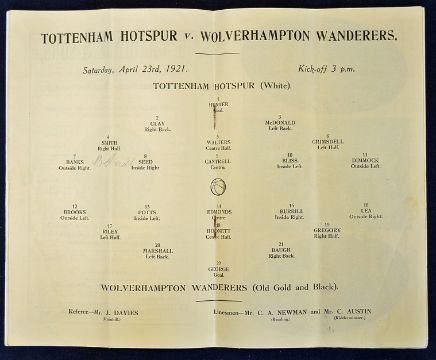 TOTTENHAM HOTSPUR v. WOLVERHAMPTON WANDERERS.
Saturday, April 23rd, 1921. Kick-off 3 p.m.
TOTTENHAM HOTSPUR (White).
1
HUNTER
Goal.
2 3
CLAY McDONALD
Right Back. Left Back.
4 5 6
SMITH WALTERS GRIMSDELL
Right Half. Centre Half. Left Half.
7 8 9 10 11
BANKS SEED CANTRELL BLISS DIMMOCK
Outside Right. Inside Right Centre. Inside Left. Outside Left.
12 13 14 15 16
BROOKS POTTS EDMONDS BURRILL LEA
Outside Left. Inside Left. Centre. Inside Right. Outside Right.
17 18 19
RILEY HODNETT GREGORY
Left Half. Centre Half. Right Half.
20 21
MARSHALL BAUGH
Left Back. Right Back.
22
GEORGE
Goal.
WOLVERHAMPTON WANDERERS (Old Gold and Black).
Referee—Mr. J. DAVIES Linesmen—Mr. C. A. NEWMAN and Mr. C. AUSTIN
(Rainhill) (Reading) (Kidderminster.)